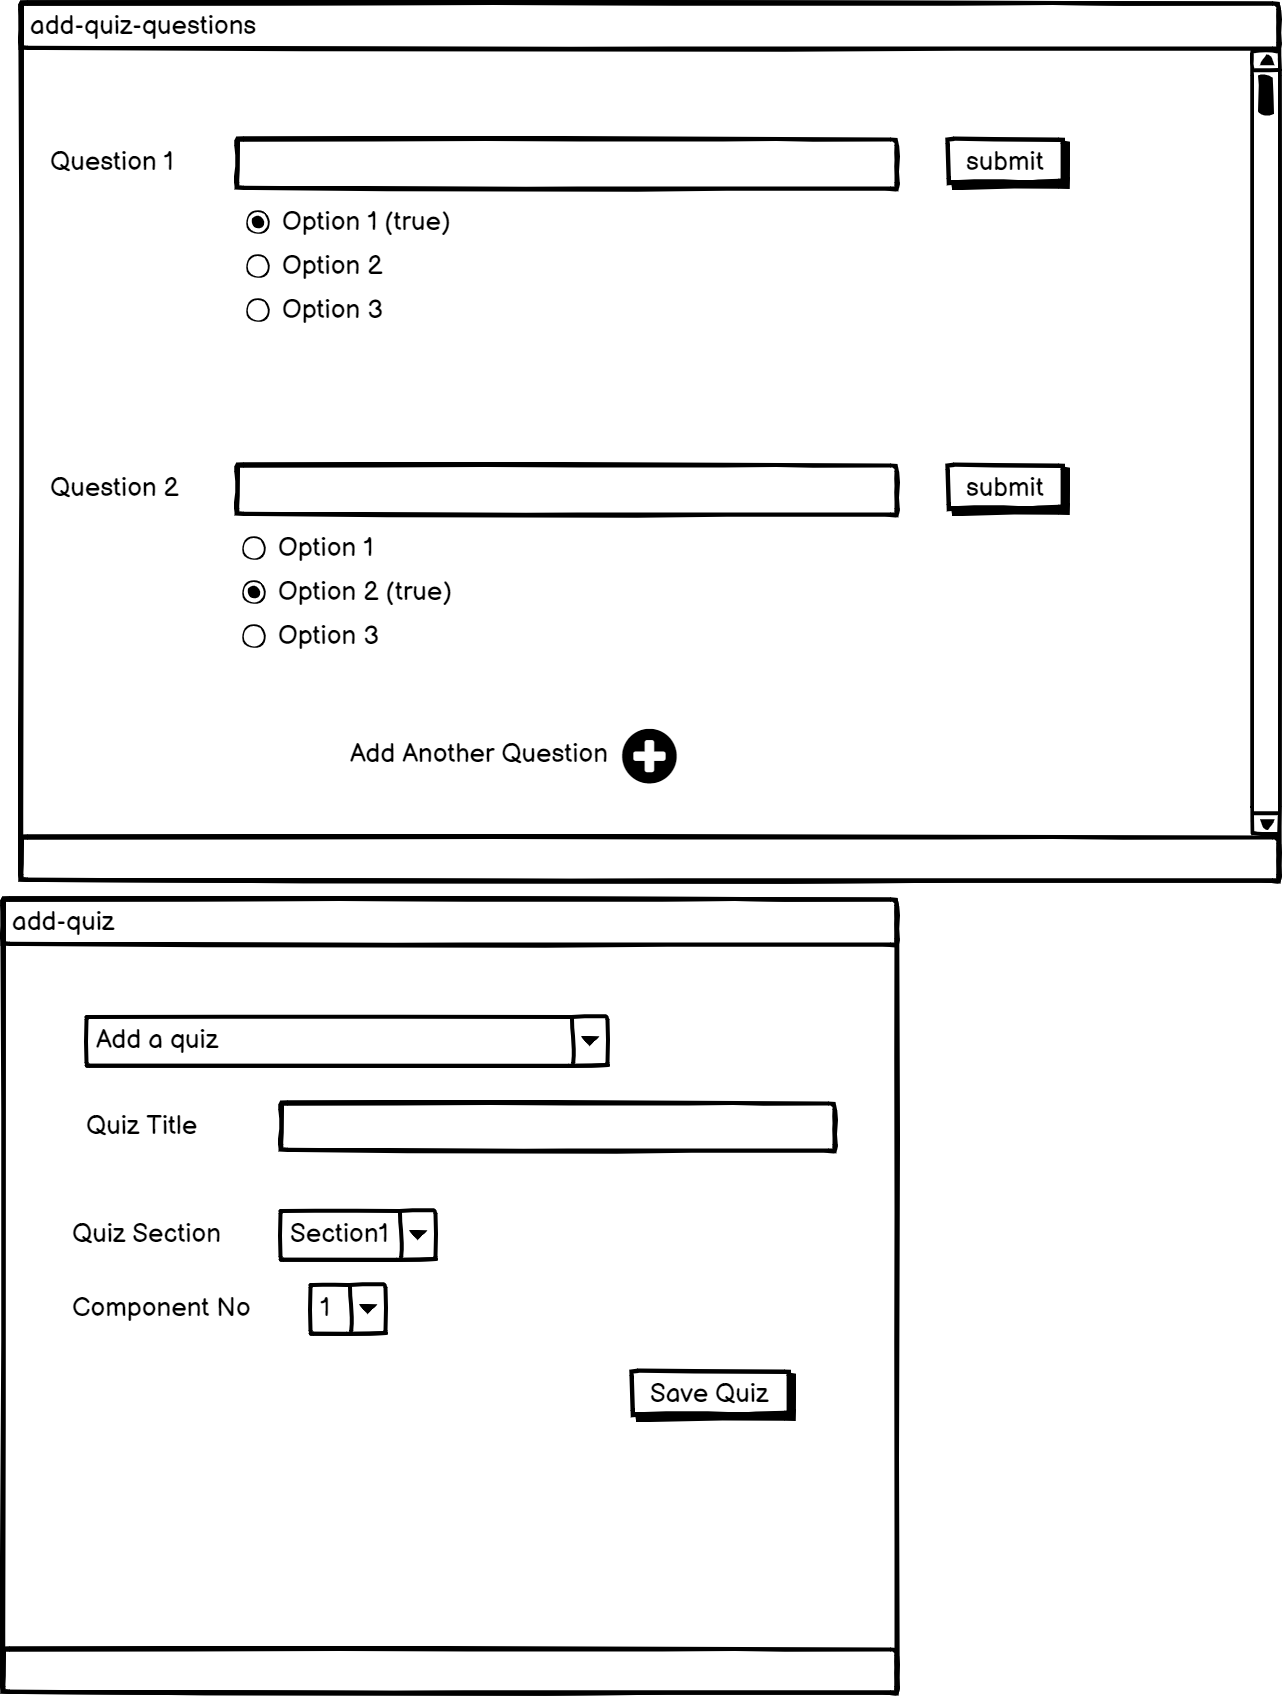 add-quiz-questions
Question 1
submit
Option 1 (true)
Option 2
Option 3
Question 2
submit
Option 1
Option 2 (true)
Option 3
Add Another Question
add-quiz
Add a quiz
Quiz Title
Quiz Section
Section1
Component No
1
Save Quiz